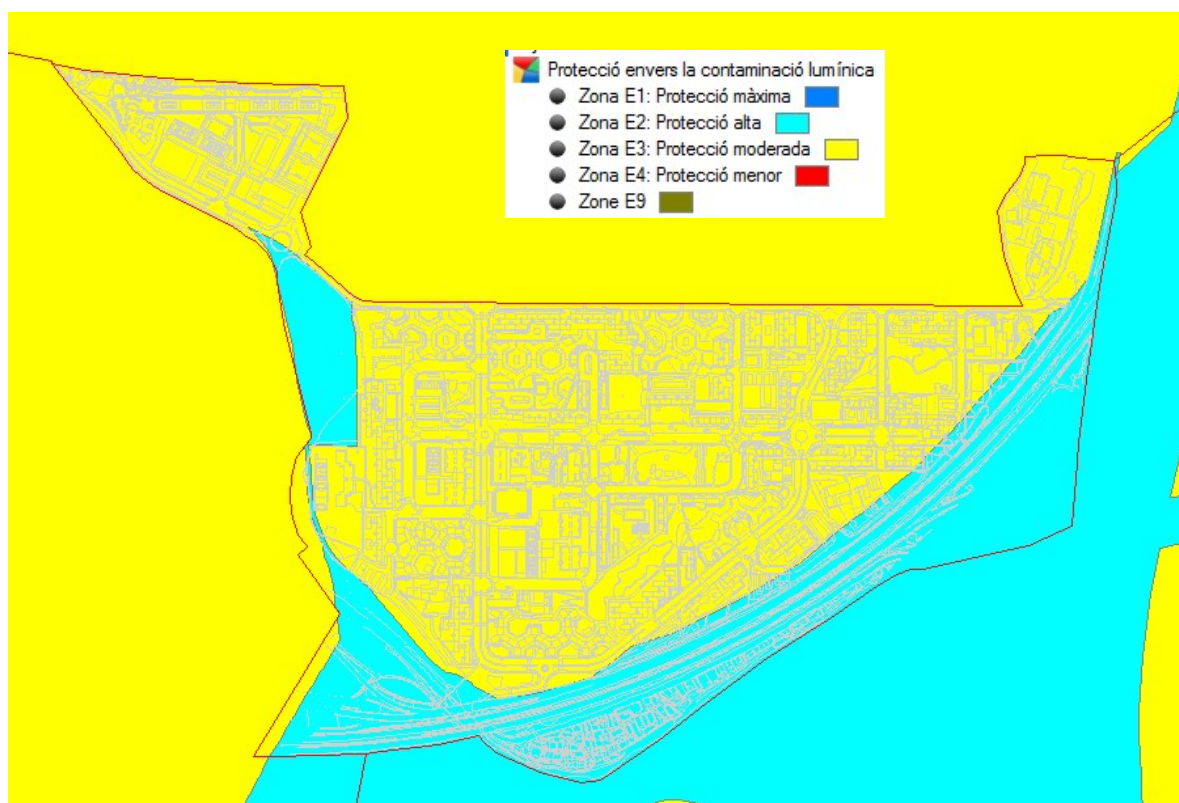 Protecció envers la contaminació lumínica
Zona E1: Protecció màxima
Zona E2: Protecció alta
Zona E3: Protecció moderada
Zona E4: Protecció menor
Zone E9